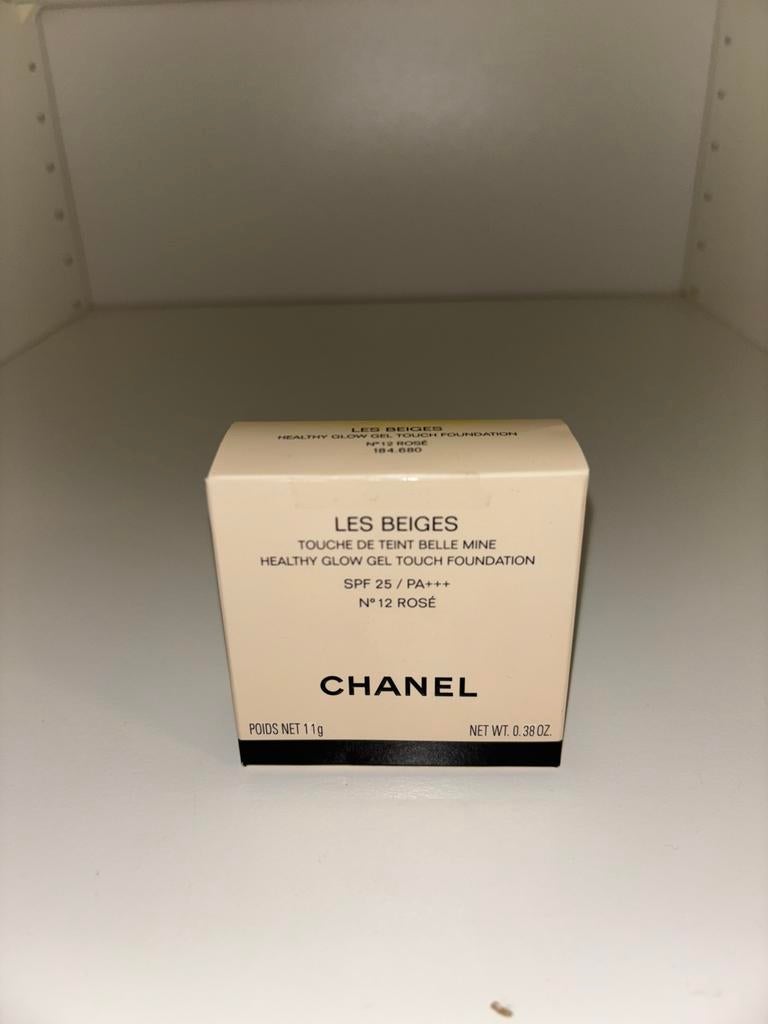 LES BEIGES
HEALTHY GLOW GEL TOUCH FOUNDATION
N°12 ROSÉ
184.680
LES BEIGES
TOUCHE DE TEINT BELLE MINE
HEALTHY GLOW GEL TOUCH FOUNDATION
SPF 25 / PA+++
N°12 ROSÉ
CHANEL
POIDS NET 11g NET WT. 0.38 OZ.